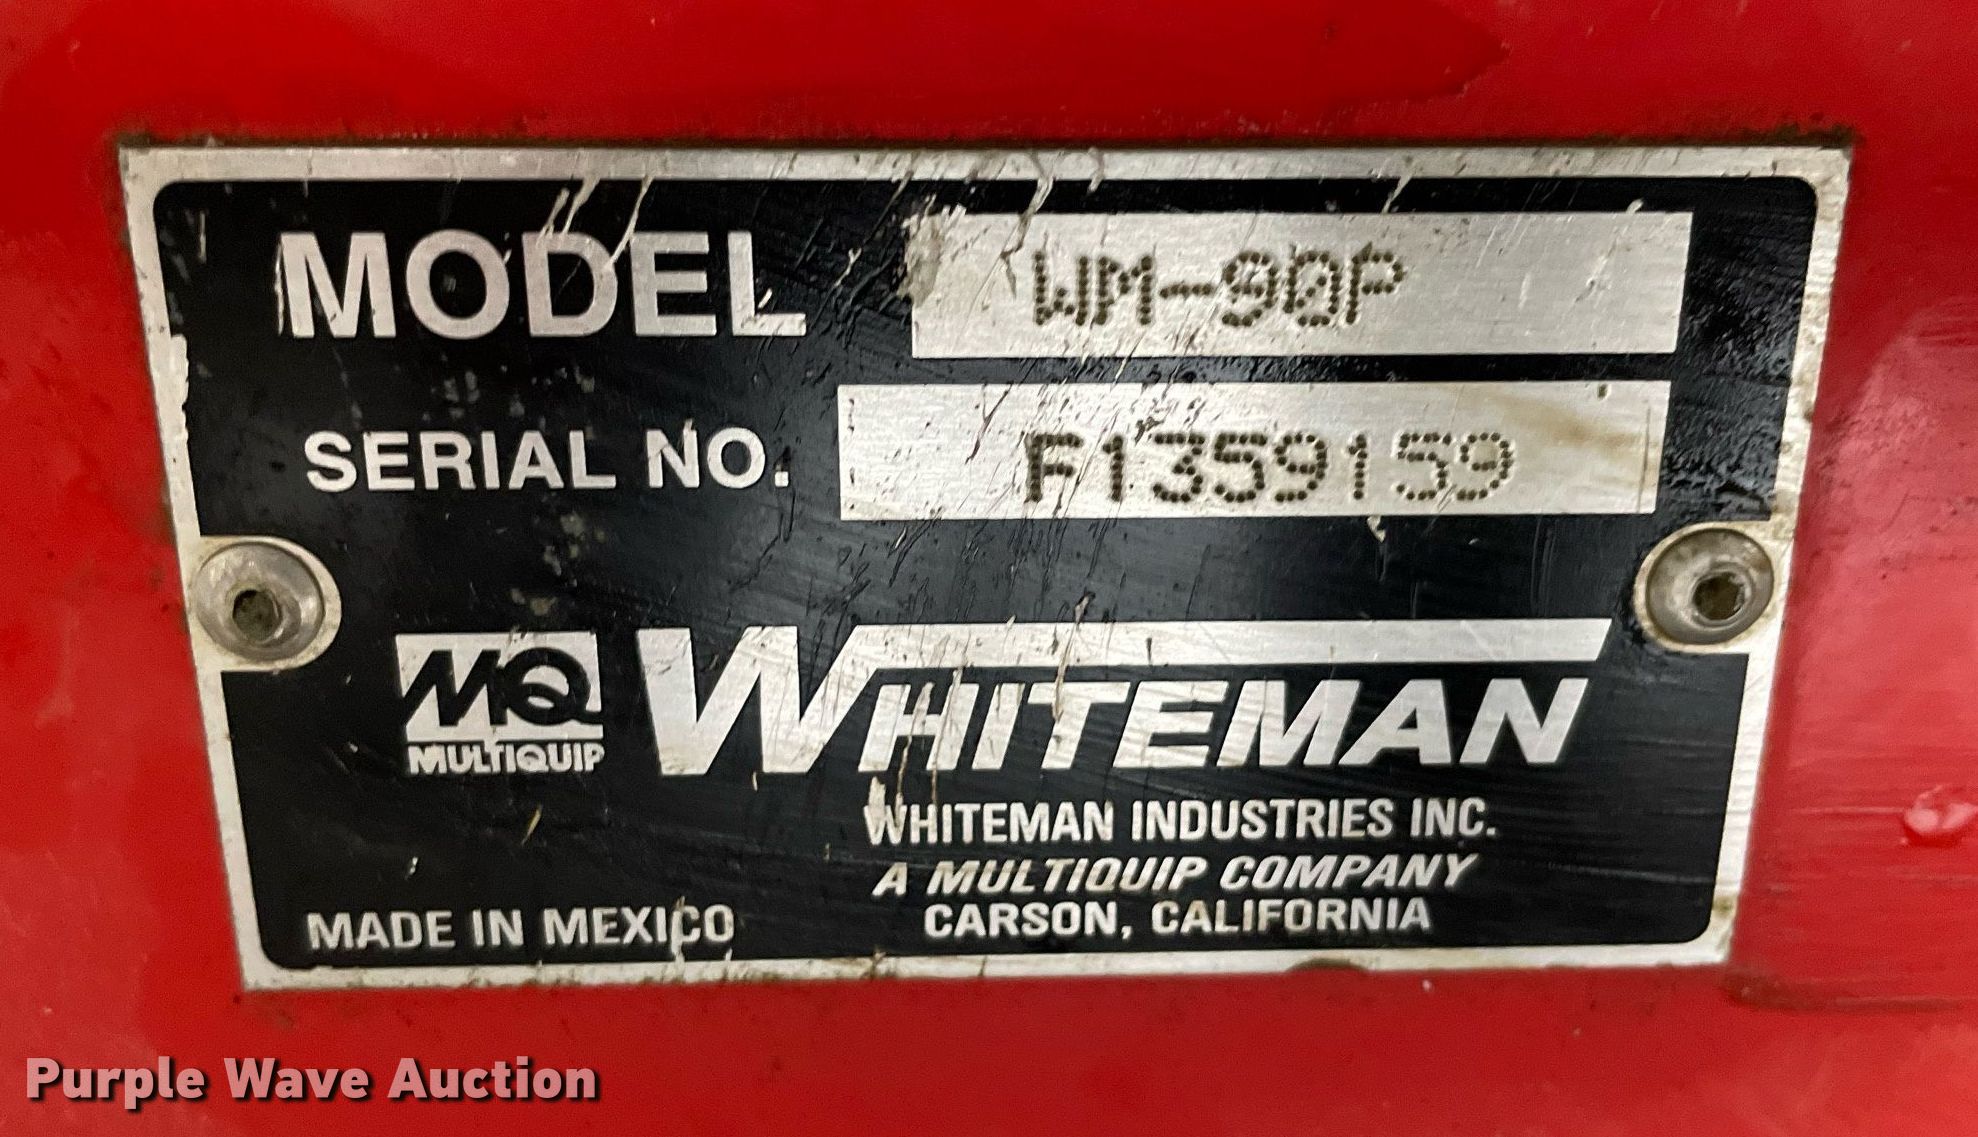 MODEL WM-90P
SERIAL NO. F1359159
MQ WHITEMAN
MULTIQUIP
WHITEMAN INDUSTRIES INC.
A MULTIQUIP COMPANY
CARSON, CALIFORNIA
MADE IN MEXICO
Purple Wave Auction